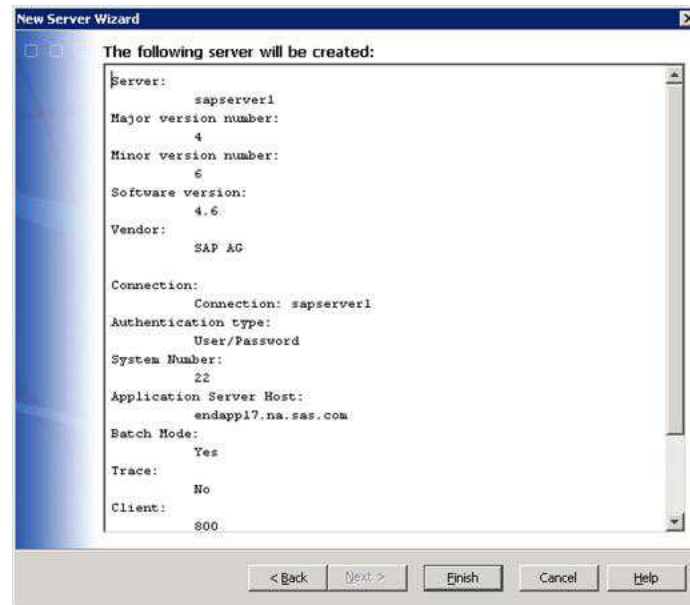 New Server Wizard
The following server will be created:
Server:
sapserver1
Major version number:
4
Minor version number:
6
Software version:
4.6
Vendor:
SAP AG
Connection:
Connection: sapserver1
Authentication type:
User/Password
System Number:
22
Application Server Host:
endapp17.na.sas.com
Batch Mode:
Yes
Trace:
No
Client:
800
< Back
Next >
Finish
Cancel
Help